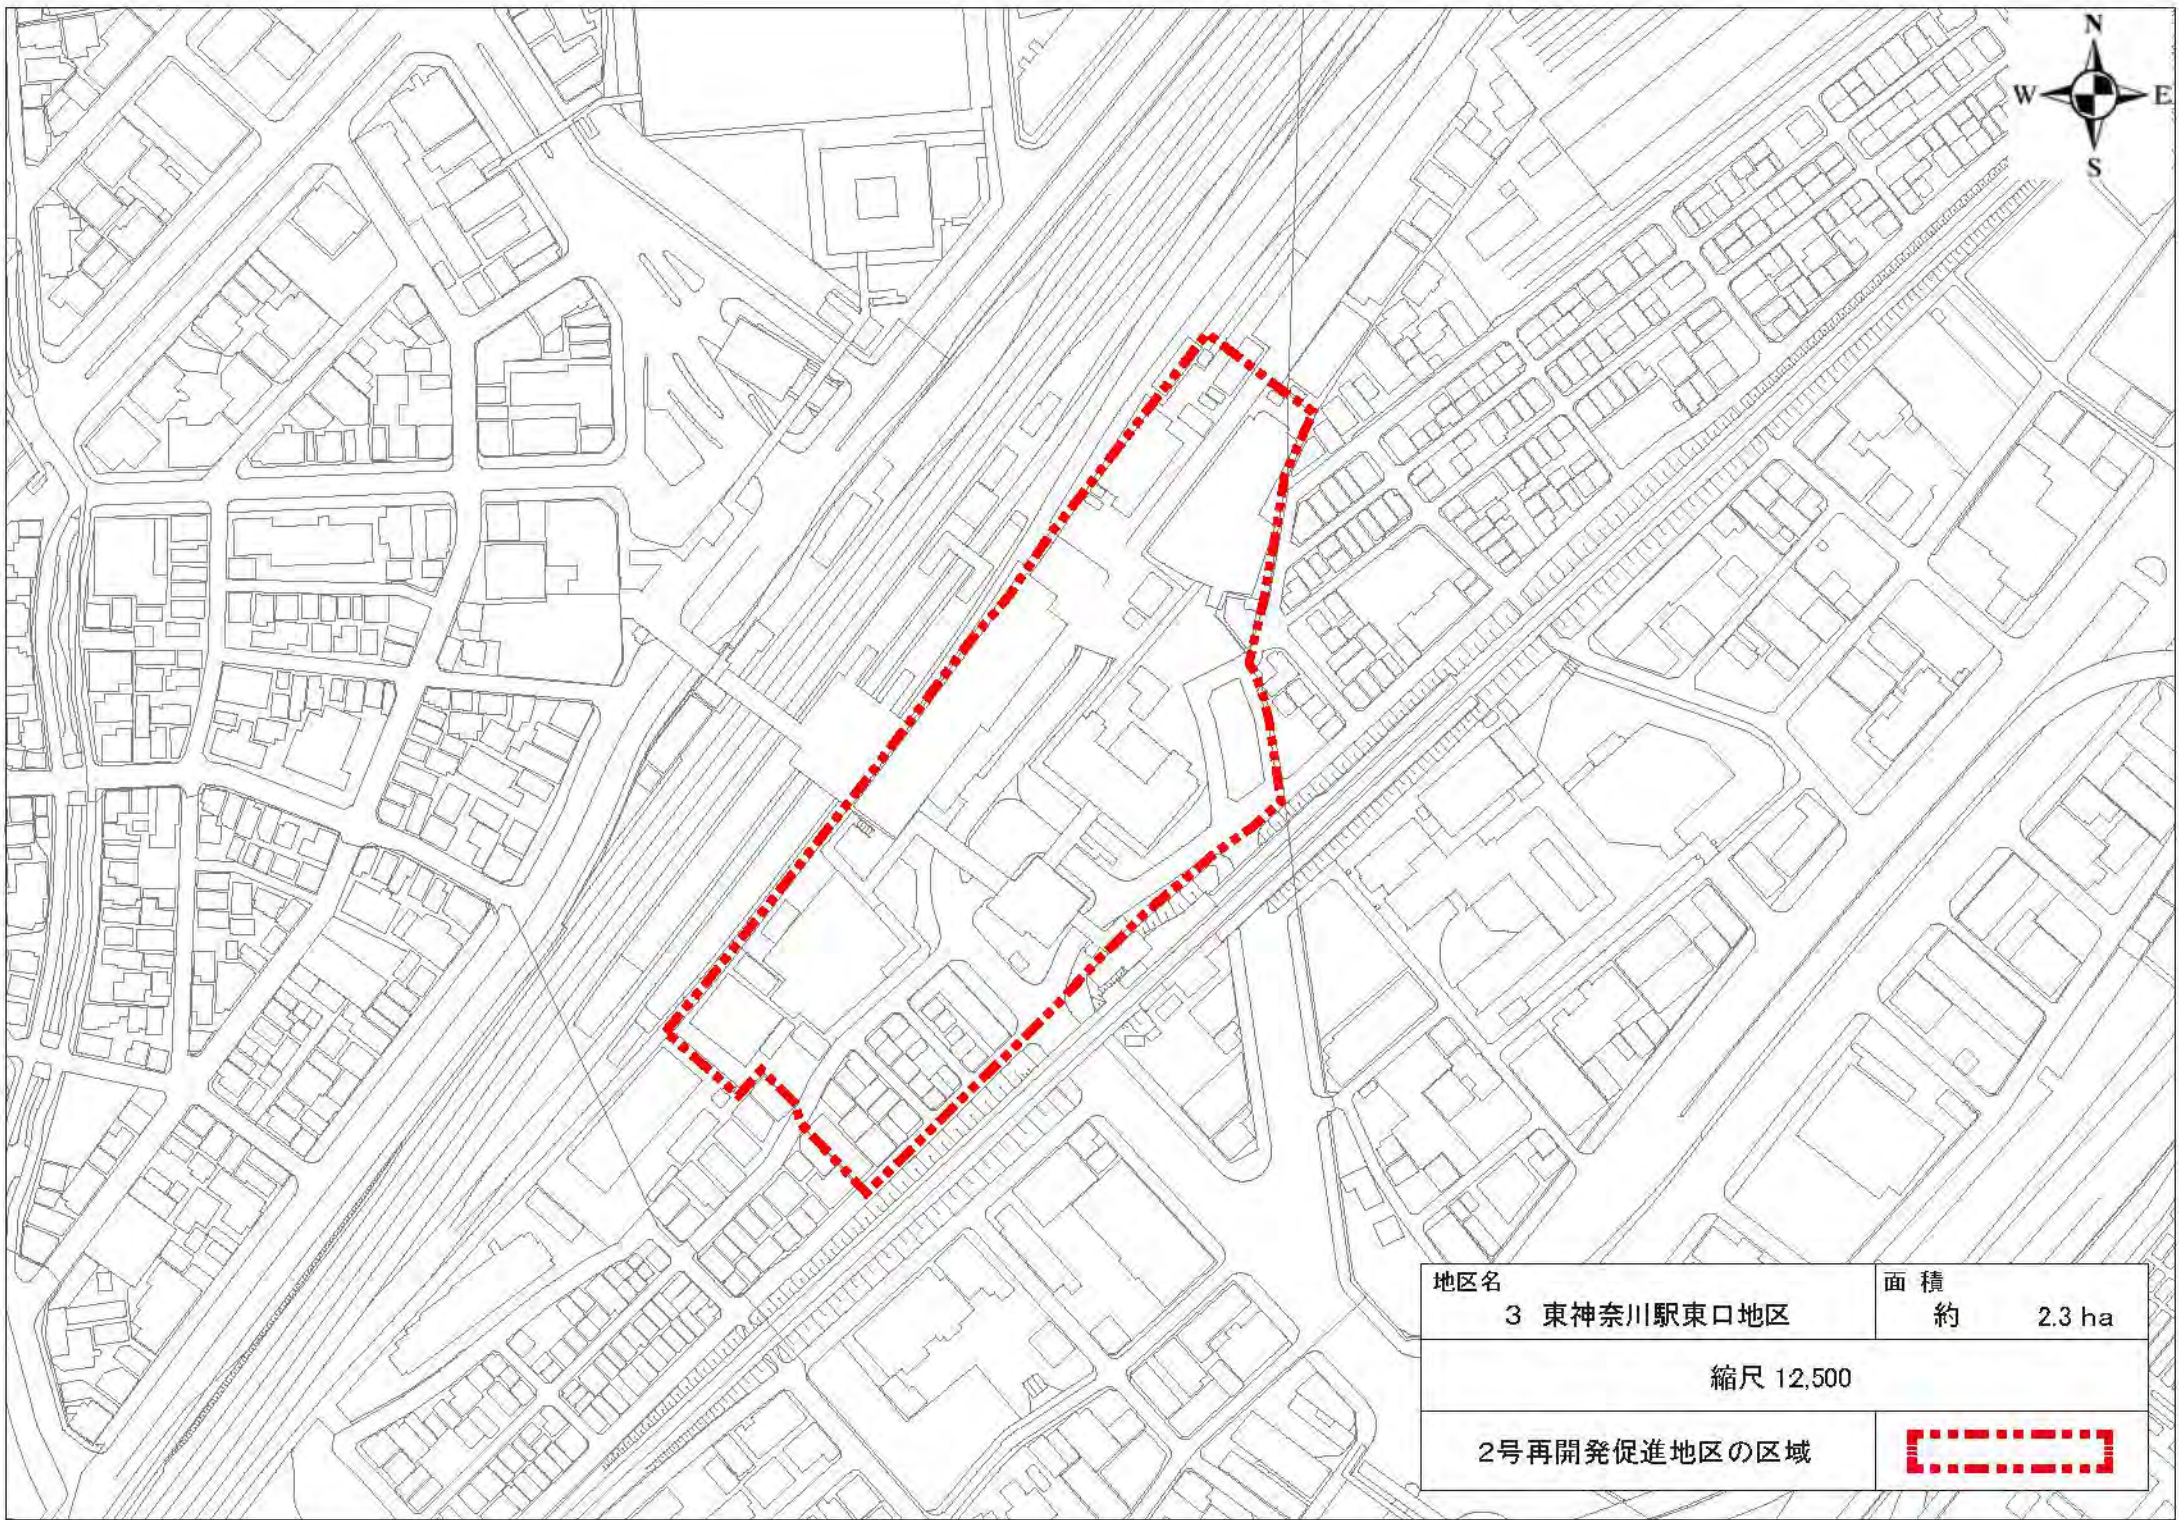 N
W E
S
地区名
3 東神奈川駅東口地区
面 積
約 2.3 ha
縮尺 12,500
2号再開発促進地区の区域